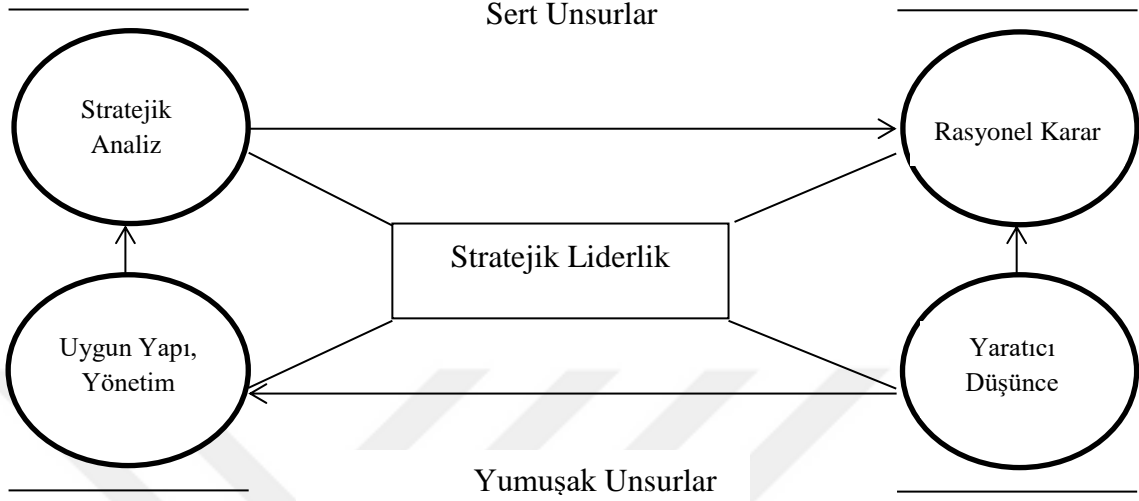 Sert Unsurlar
Stratejik
Analiz
Rasyonel Karar
Stratejik Liderlik
Uygun Yapı,
Yönetim
Yaratıcı
Düşünce
Yumuşak Unsurlar